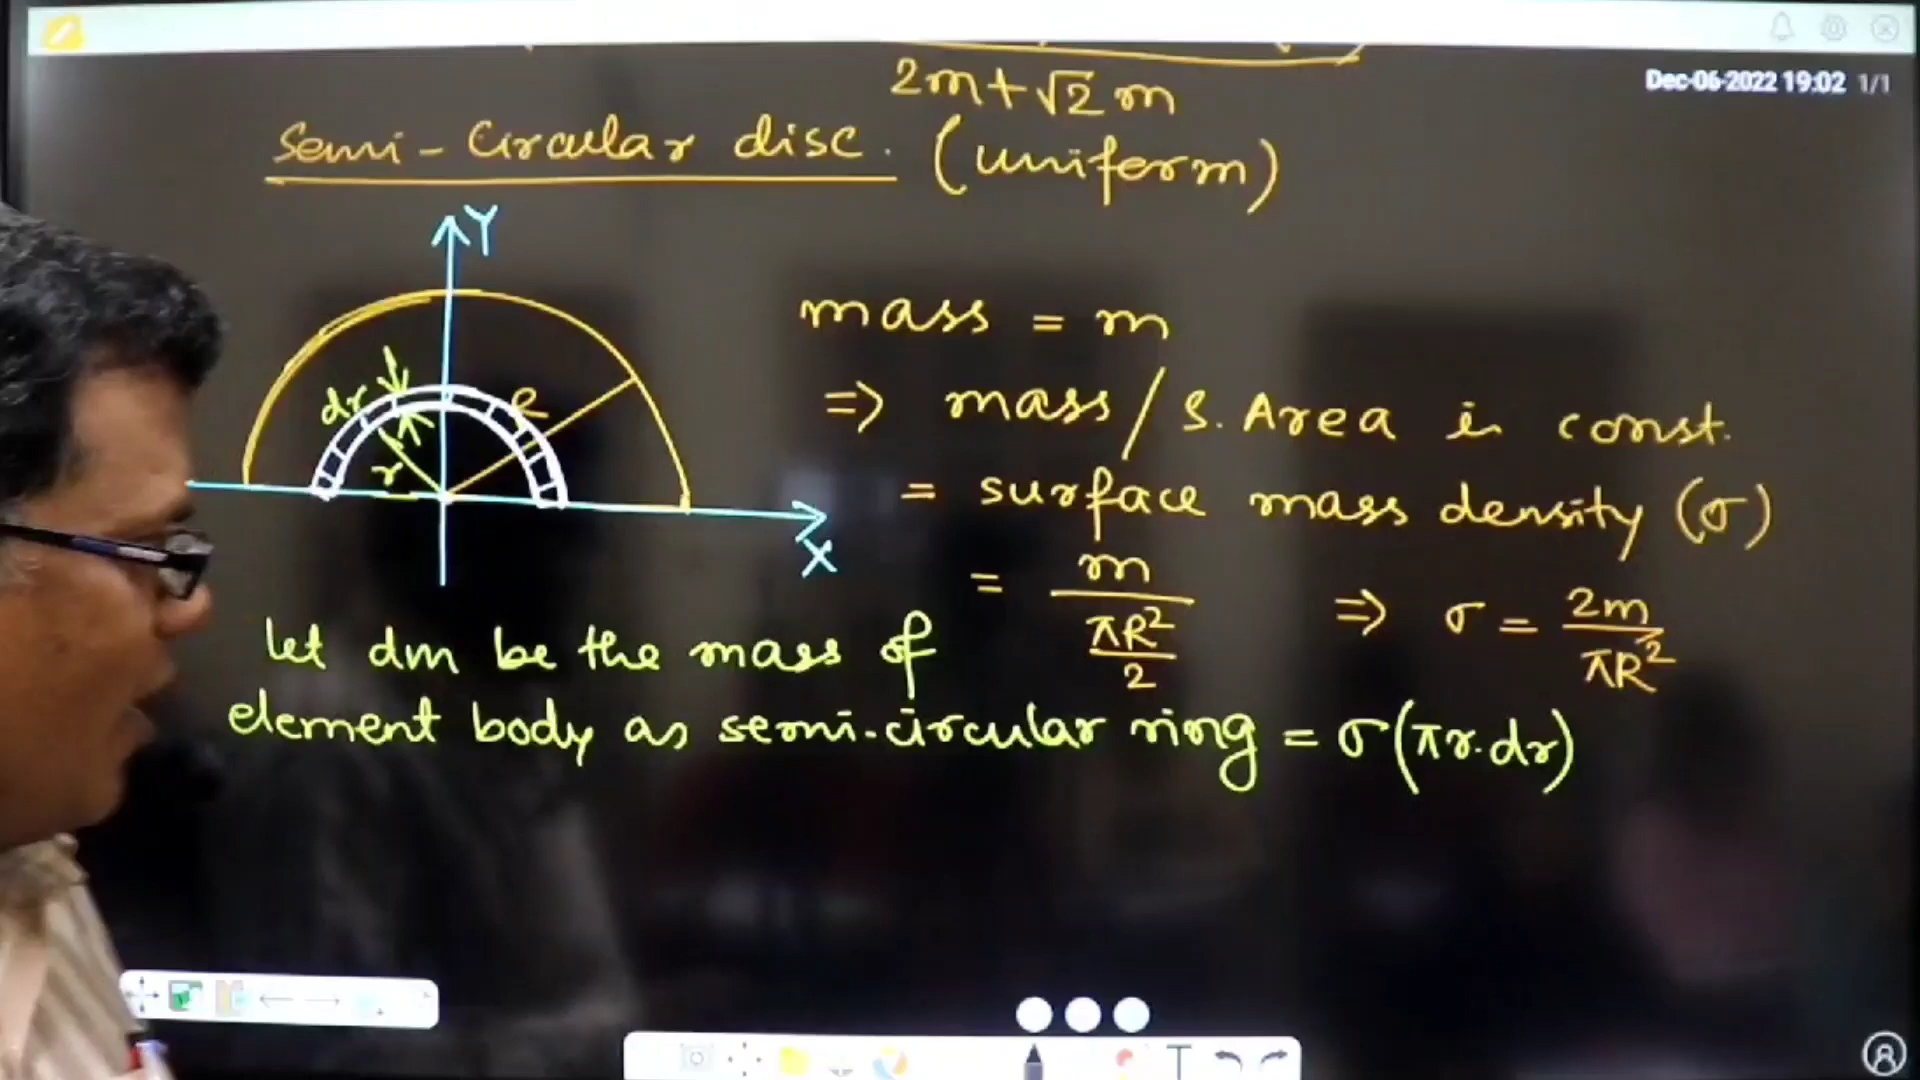 Dec-06-2022 19:02 1/1
2m+√2 m
Semi-Circular disc. (uniform)
Y
mass = m
dr
R
⇒ mass / S. Area is const.
r
= surface mass density (σ)
X
= m / (πR²/2) ⇒ σ = 2m/πR²
let dm be the mass of
element body as semi-circular ring = σ(πr.dr)
T